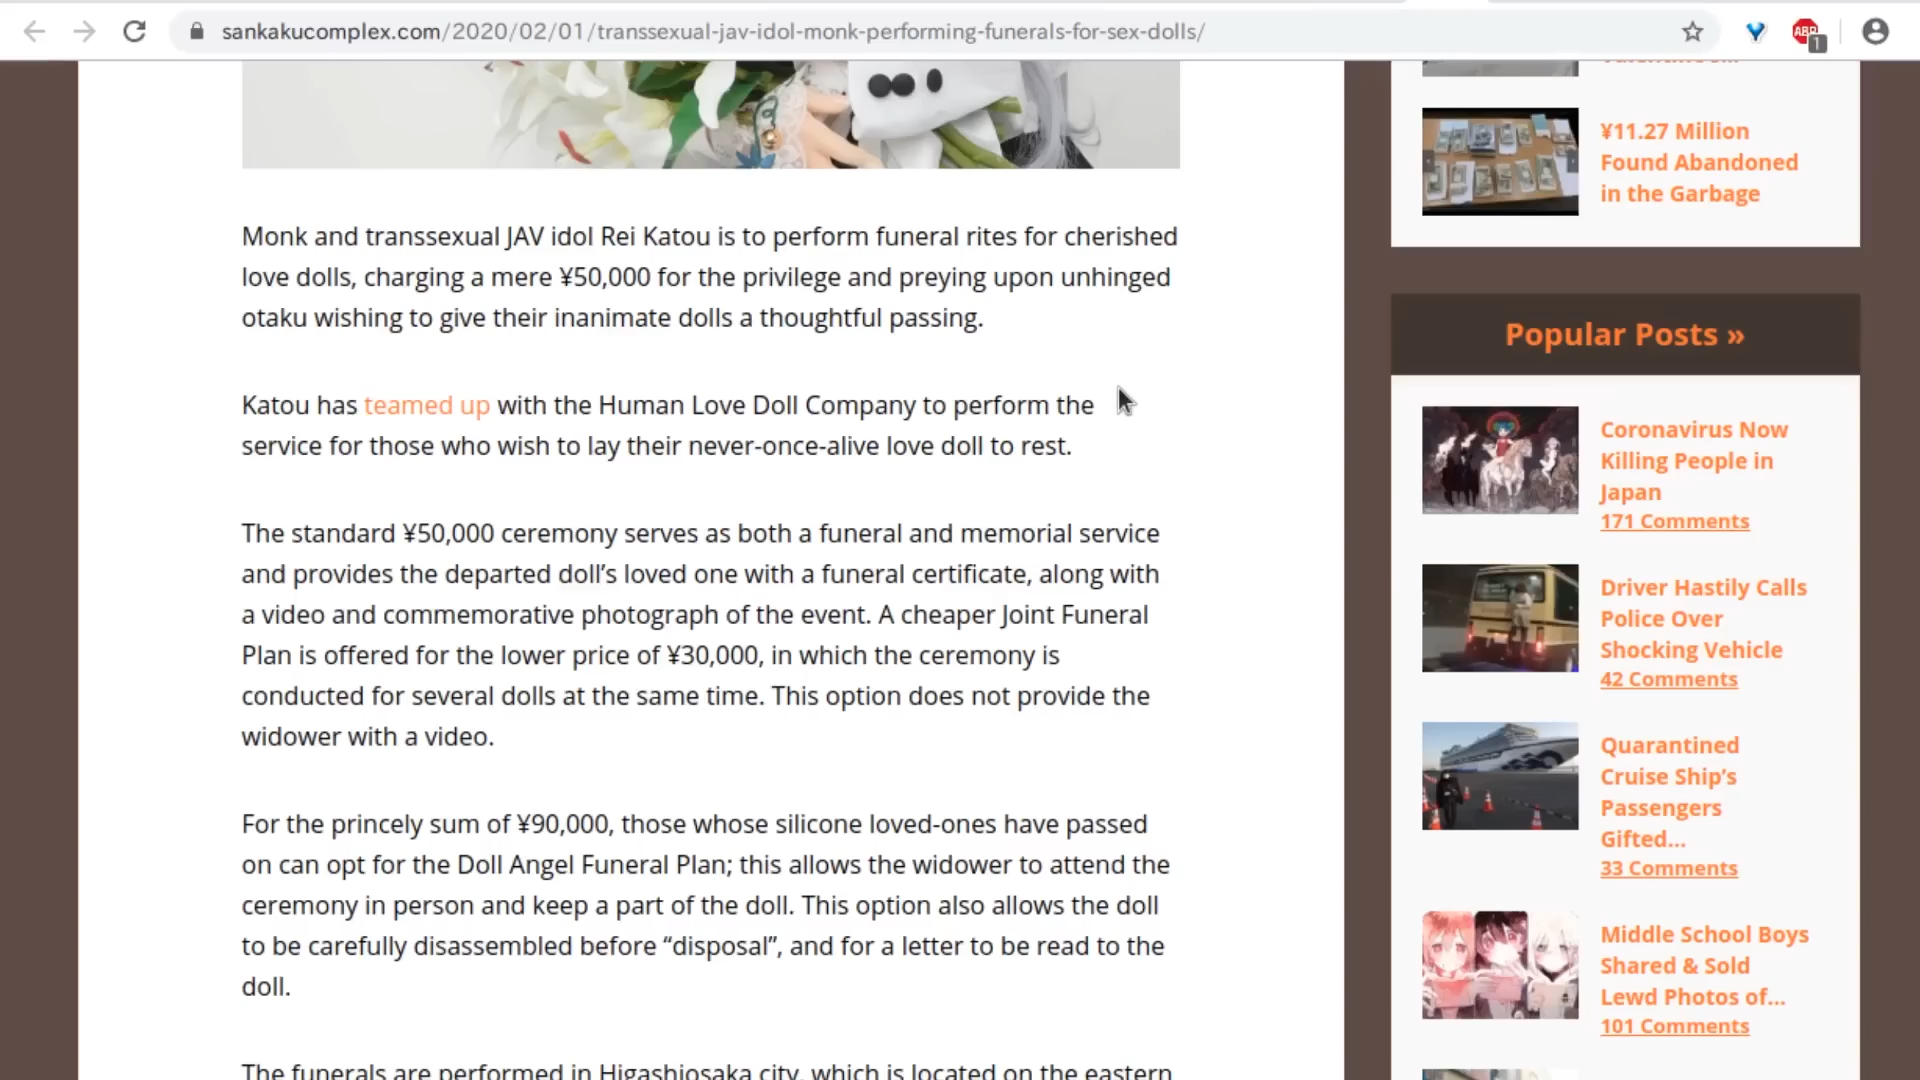 sankakucomplex.com/2020/02/01/transsexual-jav-idol-monk-performing-funerals-for-sex-dolls/
ABP
1
Monk and transsexual JAV idol Rei Katou is to perform funeral rites for cherished
love dolls, charging a mere ¥50,000 for the privilege and preying upon unhinged
otaku wishing to give their inanimate dolls a thoughtful passing.
Katou has teamed up with the Human Love Doll Company to perform the
service for those who wish to lay their never-once-alive love doll to rest.
The standard ¥50,000 ceremony serves as both a funeral and memorial service
and provides the departed doll’s loved one with a funeral certificate, along with
a video and commemorative photograph of the event. A cheaper Joint Funeral
Plan is offered for the lower price of ¥30,000, in which the ceremony is
conducted for several dolls at the same time. This option does not provide the
widower with a video.
For the princely sum of ¥90,000, those whose silicone loved-ones have passed
on can opt for the Doll Angel Funeral Plan; this allows the widower to attend the
ceremony in person and keep a part of the doll. This option also allows the doll
to be carefully disassembled before “disposal”, and for a letter to be read to the
doll.
The funerals are performed in Higashiosaka city, which is located on the eastern
¥11.27 Million
Found Abandoned
in the Garbage
Popular Posts »
Coronavirus Now
Killing People in
Japan
171 Comments
Driver Hastily Calls
Police Over
Shocking Vehicle
42 Comments
Quarantined
Cruise Ship’s
Passengers
Gifted...
33 Comments
Middle School Boys
Shared & Sold
Lewd Photos of...
101 Comments